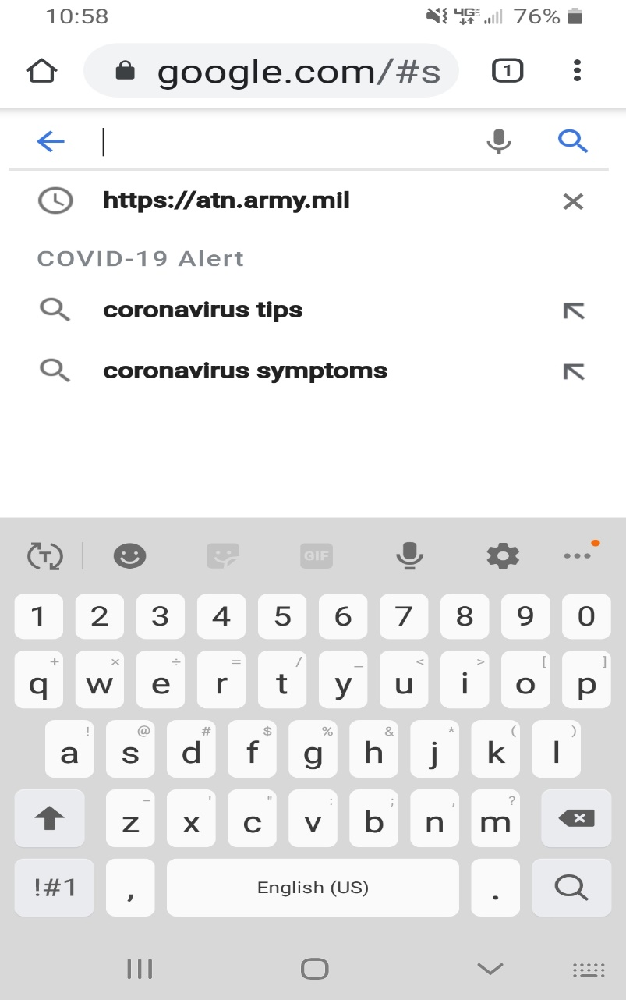 10:58 4G LTE 76%
google.com/#s 1
https://atn.army.mil
COVID-19 Alert
coronavirus tips
coronavirus symptoms
T GIF
1 2 3 4 5 6 7 8 9 0
+ × ÷ = / _ < > [ ]
q w e r t y u i o p
! @ # $ % & * ( )
a s d f g h j k l
- ' " : ; , ?
z x c v b n m
!#1 , English (US) .